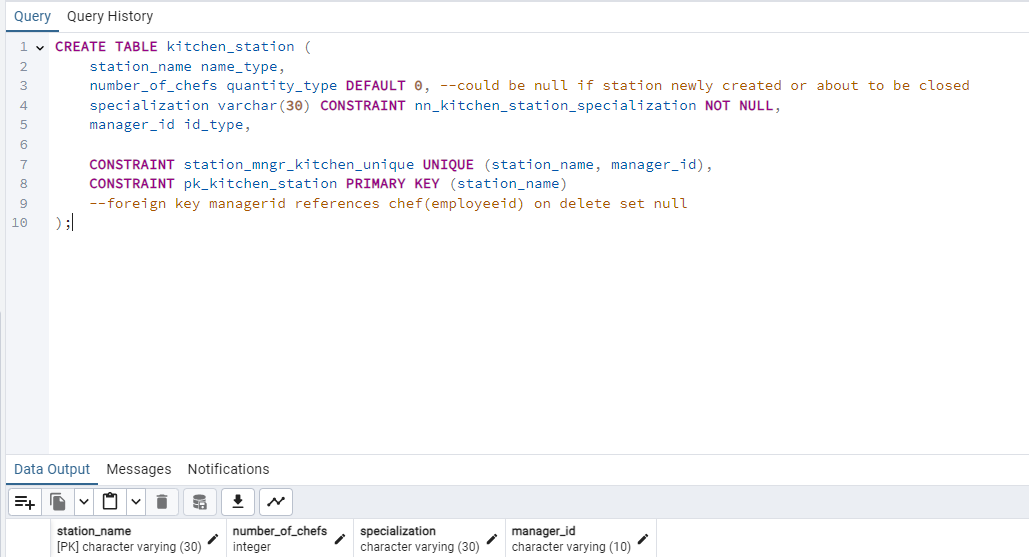 Query Query History
1 CREATE TABLE kitchen_station (
2 station_name name_type,
3 number_of_chefs quantity_type DEFAULT 0, --could be null if station newly created or about to be closed
4 specialization varchar(30) CONSTRAINT nn_kitchen_station_specialization NOT NULL,
5 manager_id id_type,
6
7 CONSTRAINT station_mngr_kitchen_unique UNIQUE (station_name, manager_id),
8 CONSTRAINT pk_kitchen_station PRIMARY KEY (station_name)
9 --foreign key managerid references chef(employeeid) on delete set null
10 );
Data Output Messages Notifications
station_name number_of_chefs specialization manager_id
[PK] character varying (30) integer character varying (30) character varying (10)